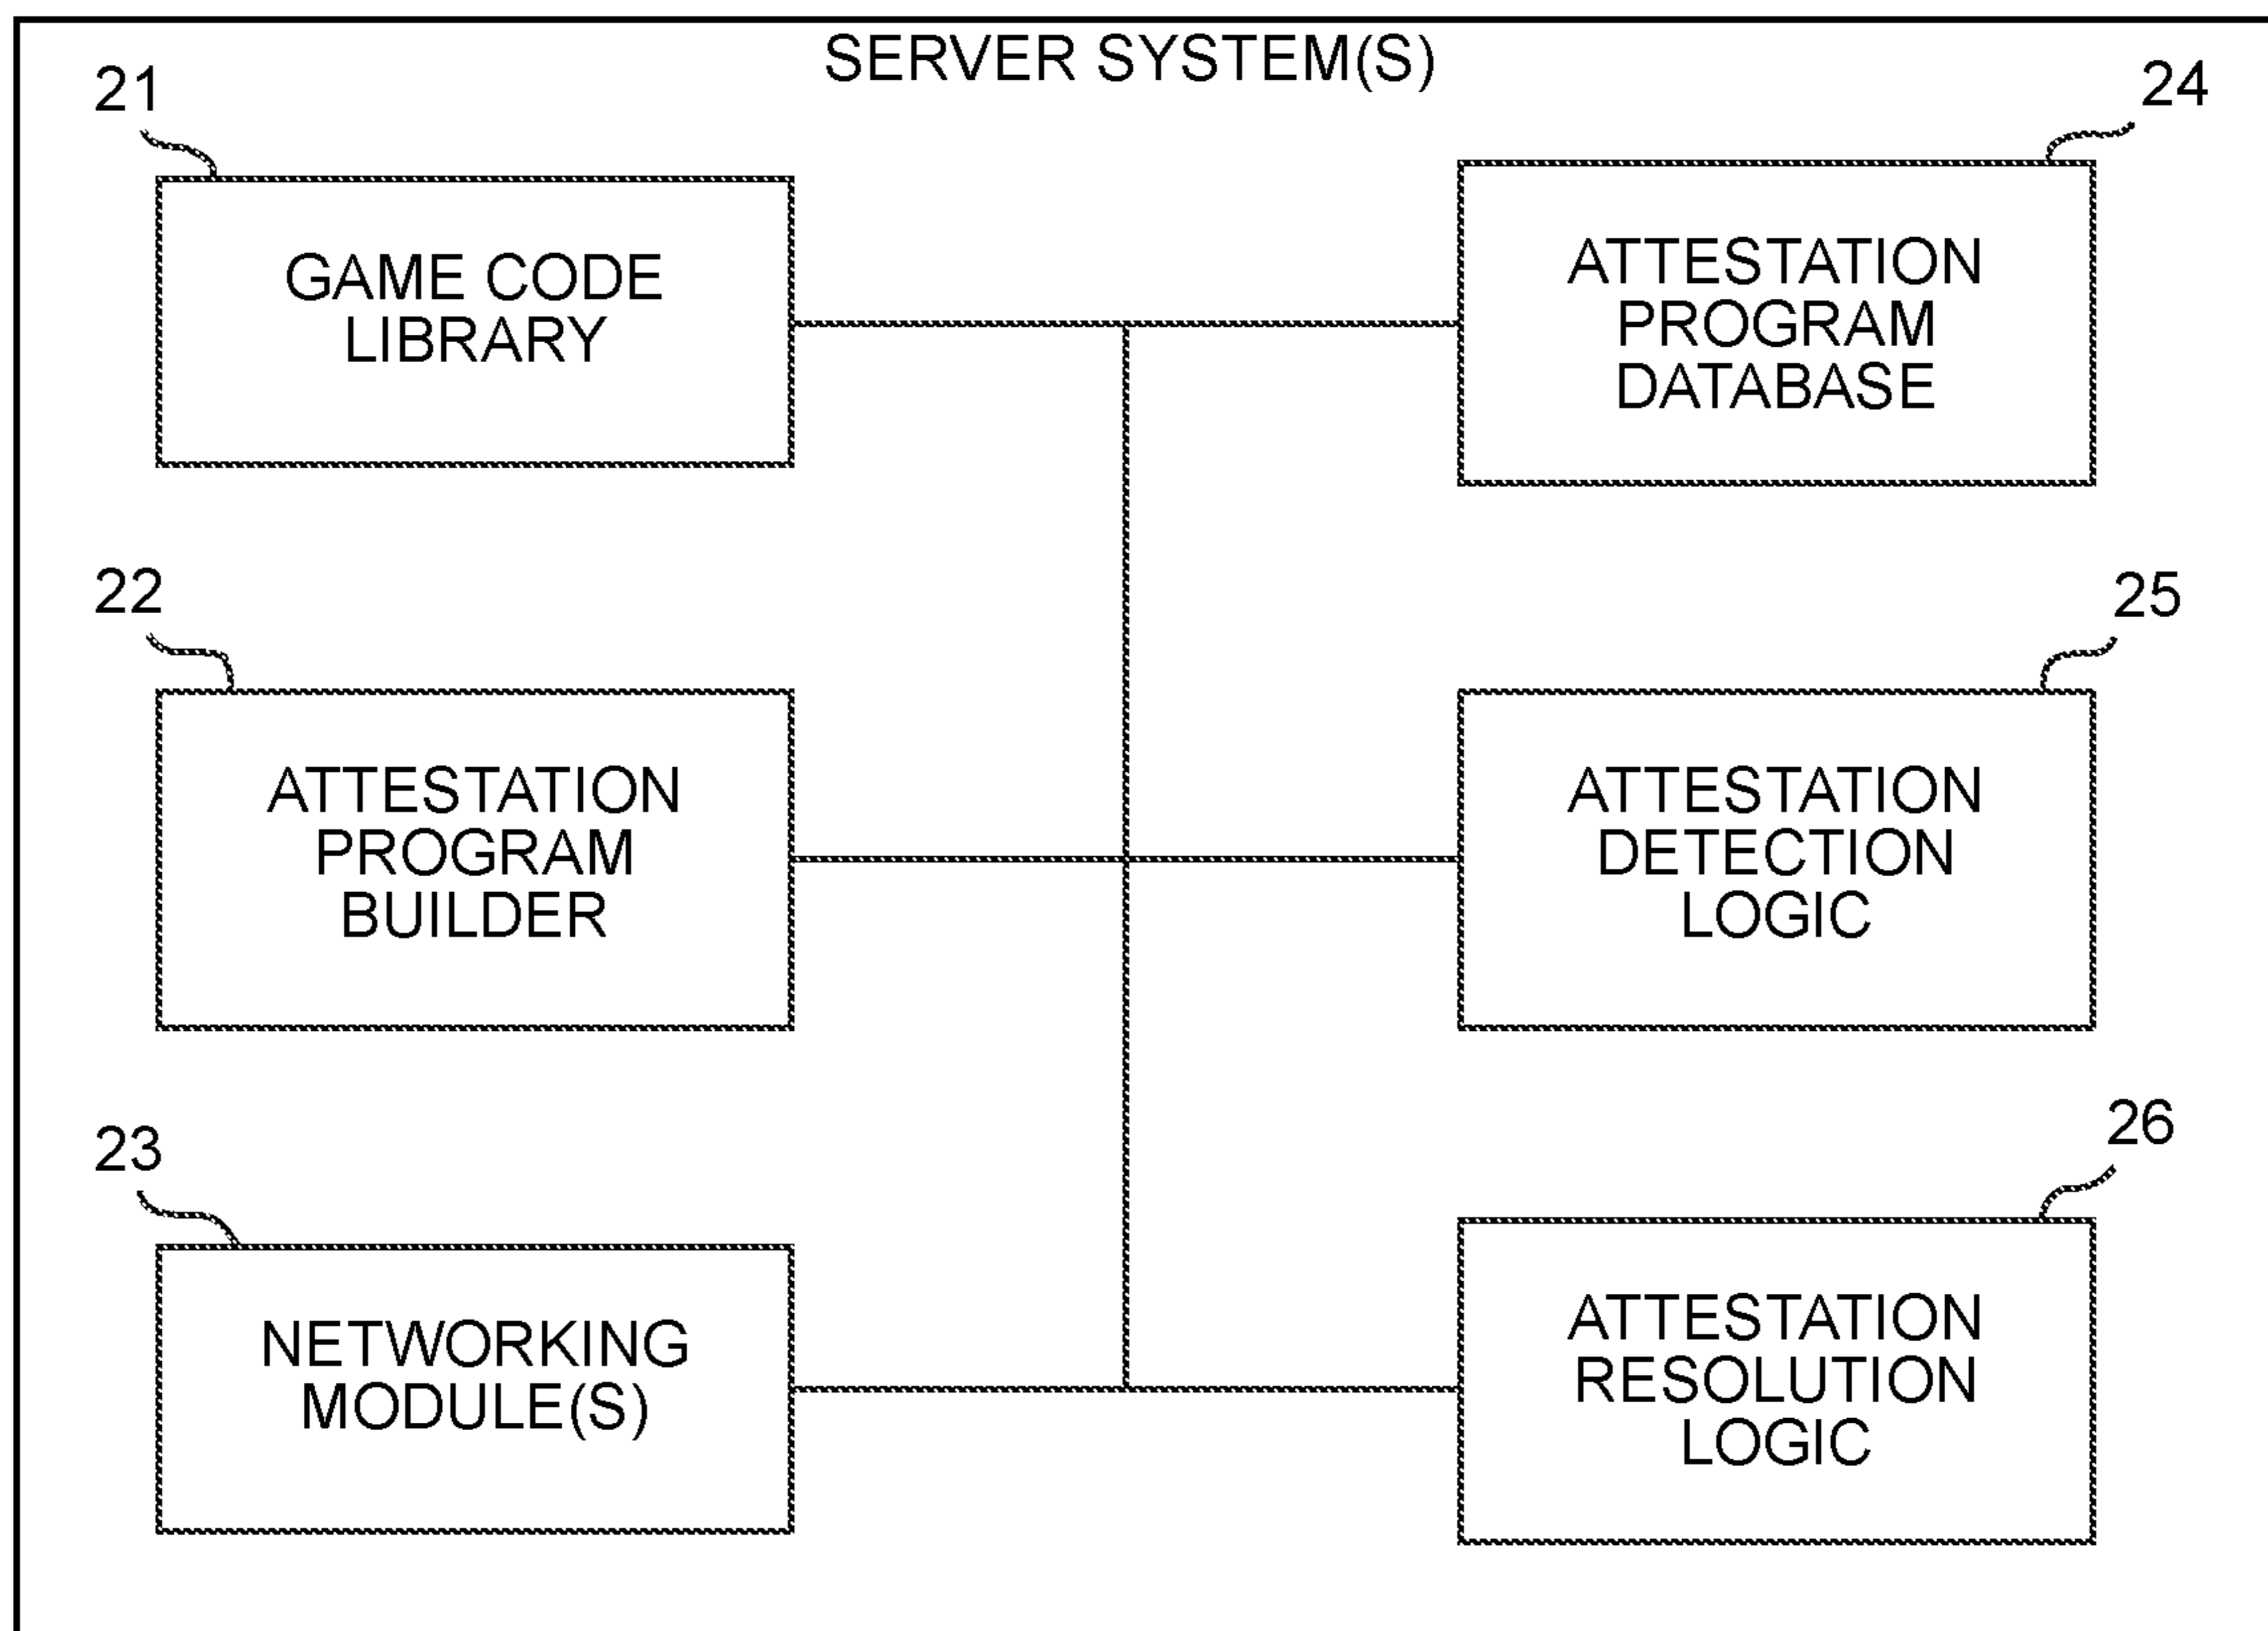 SERVER SYSTEM(S)
21
GAME CODE
LIBRARY
24
ATTESTATION
PROGRAM
DATABASE
22
ATTESTATION
PROGRAM
BUILDER
25
ATTESTATION
DETECTION
LOGIC
23
NETWORKING
MODULE(S)
26
ATTESTATION
RESOLUTION
LOGIC